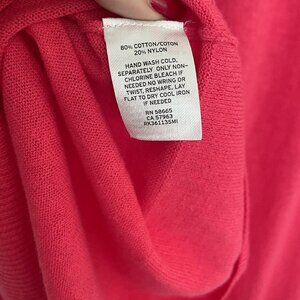 80% COTTON/COTON
20% NYLON
HAND WASH COLD,
SEPARATELY. ONLY NON-
CHLORINE BLEACH IF
NEEDED NO WRING OR
TWIST, RESHAPE, LAY
FLAT TO DRY COOL IRON
IF NEEDED
RN 58665
CA 57963
RK36113SMI